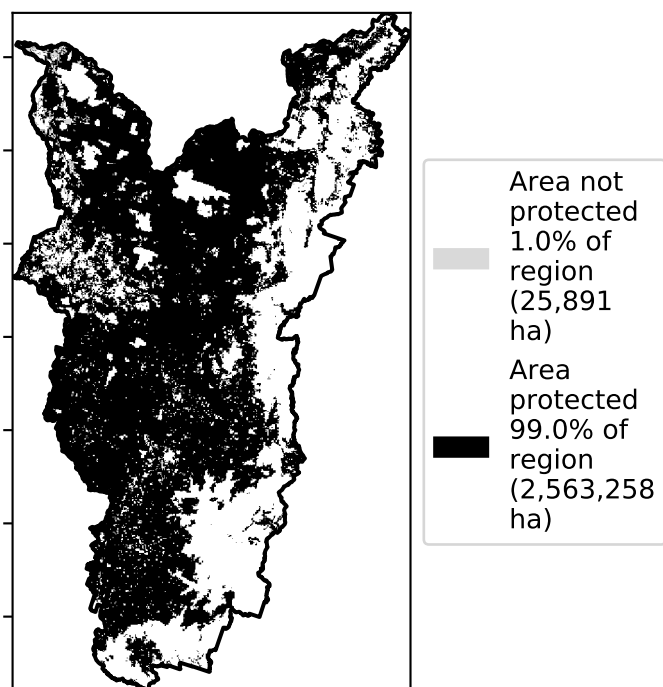 Area not
protected
1.0% of
region
(25,891
ha)
Area
protected
99.0% of
region
(2,563,258
ha)